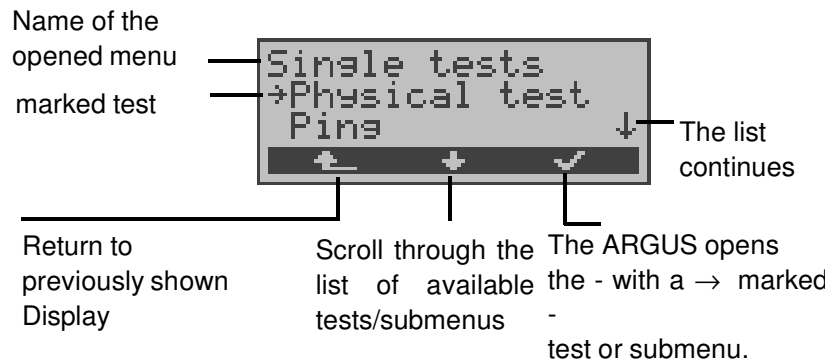 Name of the
opened menu
marked test
Single tests
→Physical test
Ping ↓
The list
continues
Return to
previously shown
Display
Scroll through the
list of available
tests/submenus
The ARGUS opens
the - with a → marked
-
test or submenu.